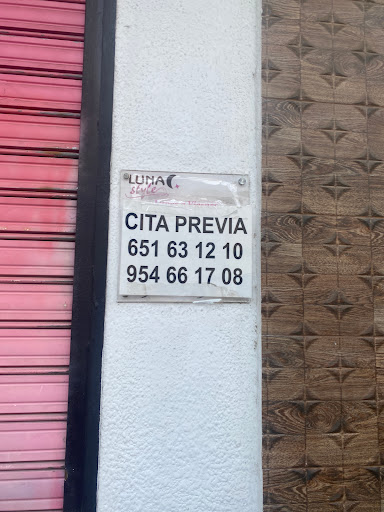 LUNA
style
CITA PREVIA
651 63 12 10
954 66 17 08